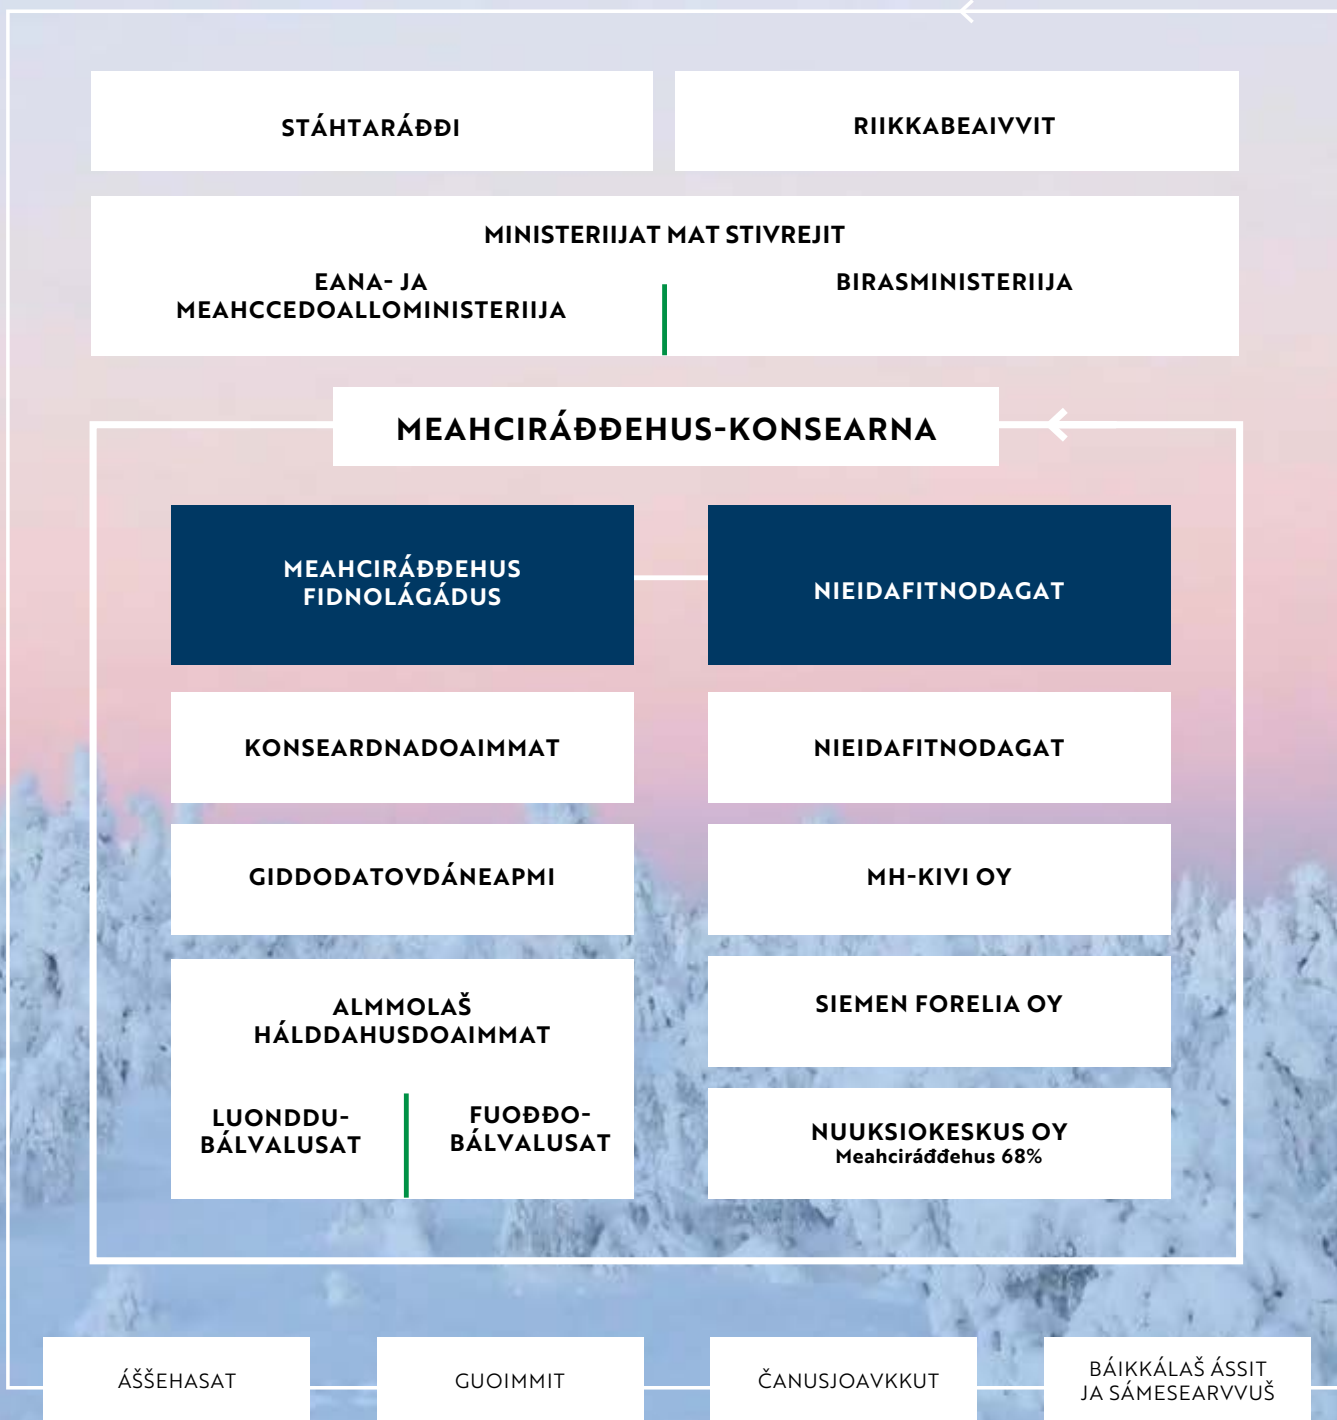 STÁHTARÁĐĐI
RIIKKABEAIVVIT
MINISTERIIJAT MAT STIVREJIT
EANA- JA
MEAHCCEDOALLOMINISTERIIJA
BIRASMINISTERIIJA
MEAHCIRÁĐĐEHUS-KONSEARNA
MEAHCIRÁĐĐEHUS
FIDNOLÁGÁDUS
NIEIDAFITNODAGAT
KONSEARDNADOAIMMAT
NIEIDAFITNODAGAT
GIDDODATOVDÁNEAPMI
MH-KIVI OY
ALMMOLAŠ
HÁLDDAHUSDOAIMMAT
SIEMEN FORELIA OY
LUONDDU-
BÁLVALUSAT
FUOĐĐO-
BÁLVALUSAT
NUUKSIOKESKUS OY
Meahciráđđehus 68%
ÁŠŠEHASAT
GUOIMMIT
ČANUSJOAVKKUT
BÁIKKÁLAŠ ÁSSIT
JA SÁMESEARVVUŠ